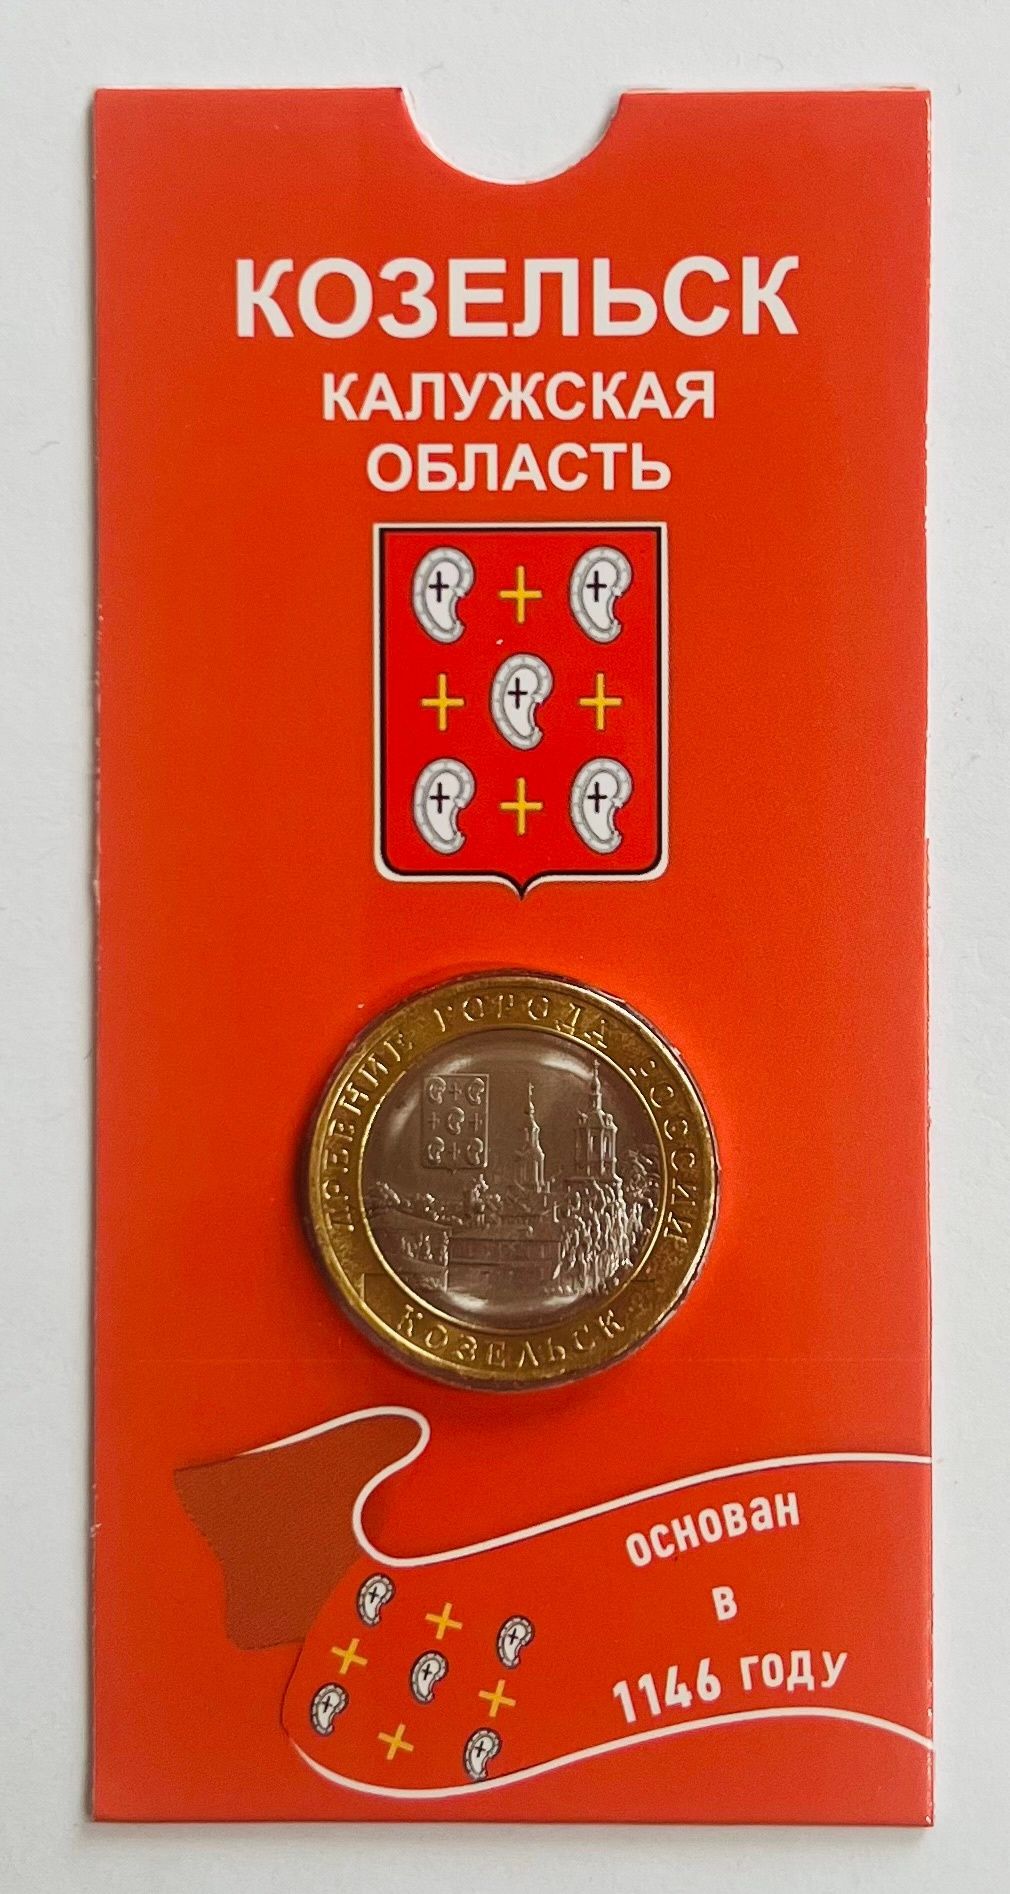 КОЗЕЛЬСК
КАЛУЖСКАЯ
ОБЛАСТЬ
ДРЕВНИЕ ГОРОДА РОССИИ
КОЗЕЛЬСК
основан
в
1146 году